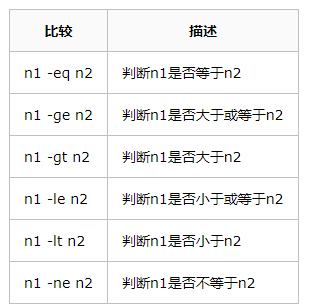 比较 描述
n1 -eq n2 判断n1是否等于n2
n1 -ge n2 判断n1是否大于或等于n2
n1 -gt n2 判断n1是否大于n2
n1 -le n2 判断n1是否小于或等于n2
n1 -lt n2 判断n1是否小于n2
n1 -ne n2 判断n1是否不等于n2